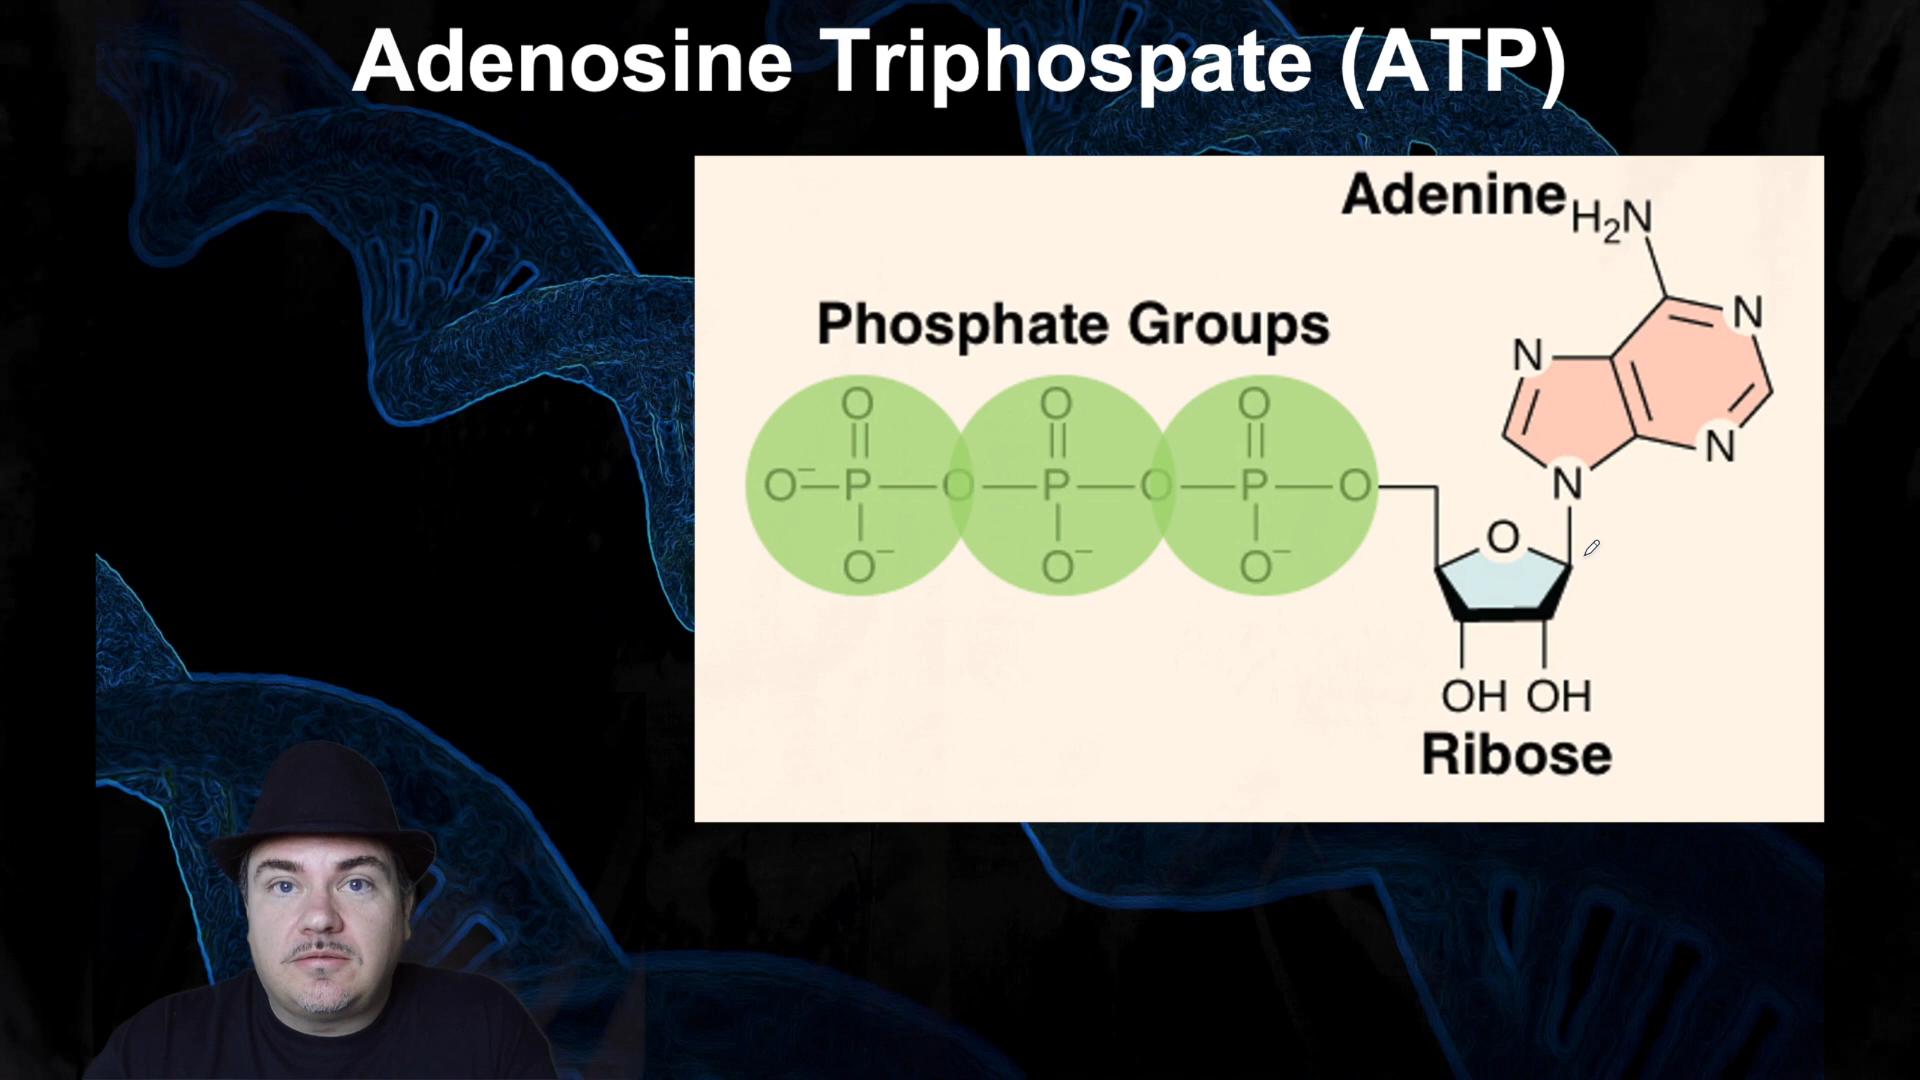 Adenosine Triphospate (ATP)
Adenine
H₂N
Phosphate Groups
N
N
O O O
N
O⁻ P O P O P O
N
O
O⁻ O⁻ O⁻
OH OH
Ribose